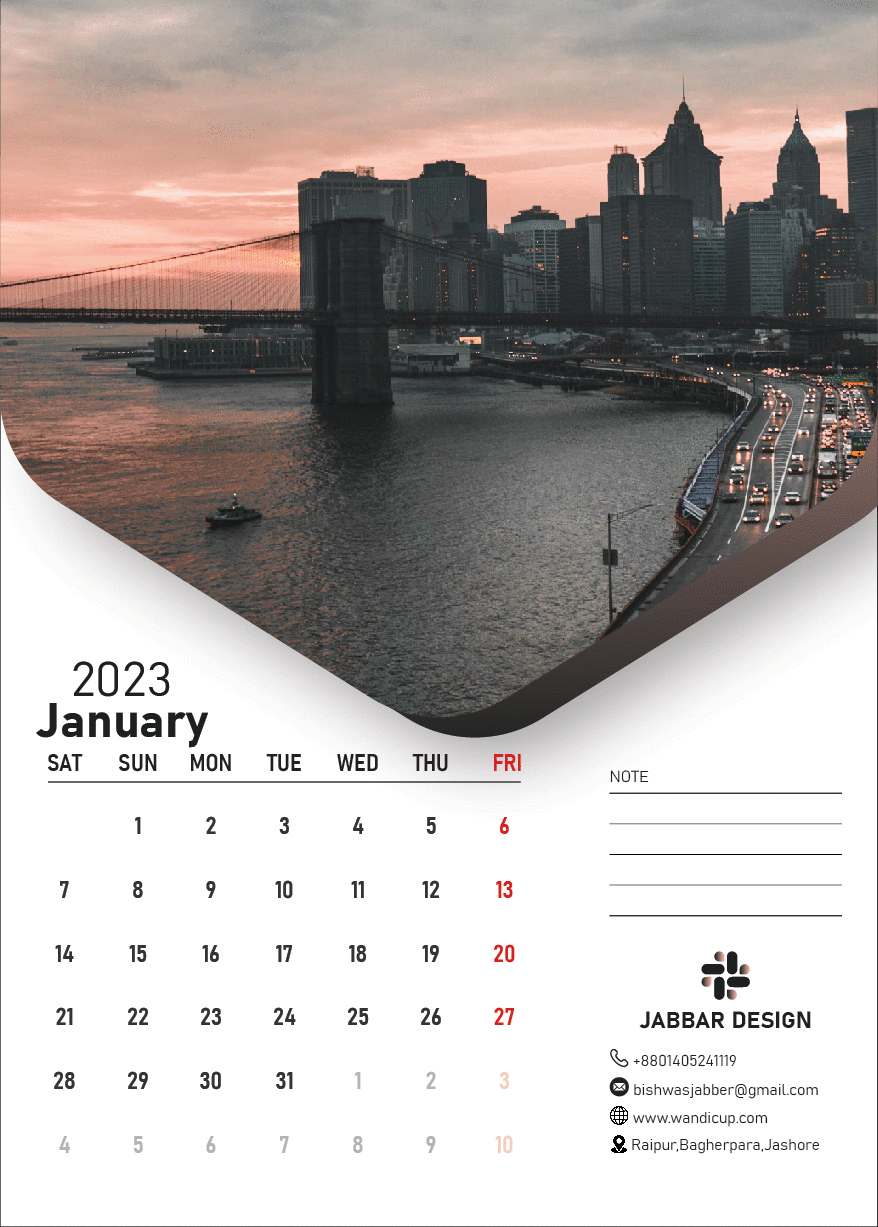 2023
January
SAT SUN MON TUE WED THU FRI
1 2 3 4 5 6
7 8 9 10 11 12 13
14 15 16 17 18 19 20
21 22 23 24 25 26 27
28 29 30 31 1 2 3
4 5 6 7 8 9 10
NOTE
JABBAR DESIGN
+8801405241119
bishwasjabber@gmail.com
www.wandicup.com
Raipur,Bagherpara,Jashore